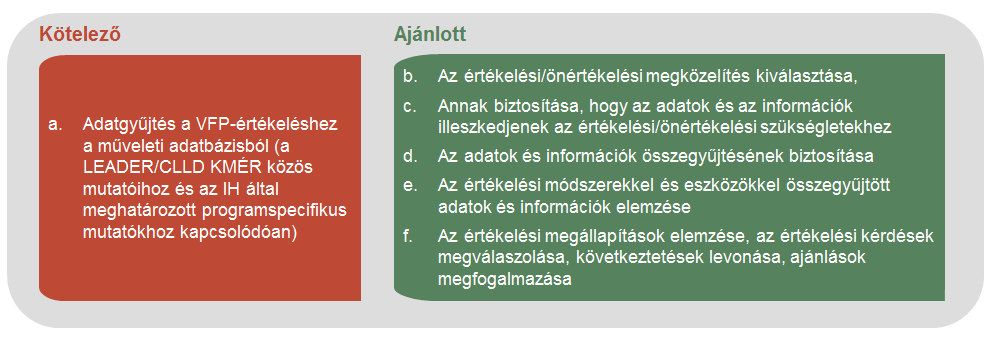 Kötelező
a. Adatgyűjtés a VFP-értékeléshez
a műveleti adatbázisból (a
LEADER/CLLD KMÉR közös
mutatóihoz és az IH által
meghatározott programspecifikus
mutatókhoz kapcsolódóan)
Ajánlott
b. Az értékelési/önértékelési megközelítés kiválasztása,
c. Annak biztosítása, hogy az adatok és az információk
illeszkedjenek az értékelési/önértékelési szükségletekhez
d. Az adatok és információk összegyűjtésének biztosítása
e. Az értékelési módszerekkel és eszközökkel összegyűjtött
adatok és információk elemzése
f. Az értékelési megállapítások elemzése, az értékelési kérdések
megválaszolása, következtetések levonása, ajánlások
megfogalmazása